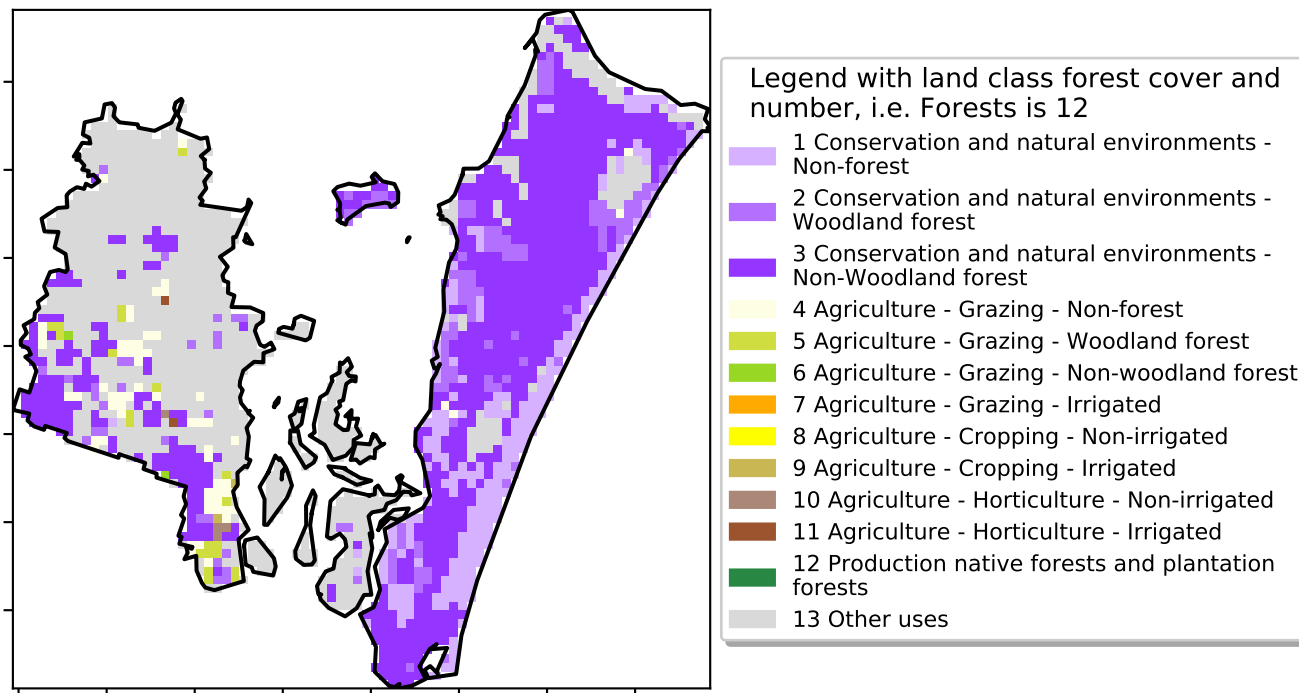 Legend with land class forest cover and
number, i.e. Forests is 12
1 Conservation and natural environments -
Non-forest
2 Conservation and natural environments -
Woodland forest
3 Conservation and natural environments -
Non-Woodland forest
4 Agriculture - Grazing - Non-forest
5 Agriculture - Grazing - Woodland forest
6 Agriculture - Grazing - Non-woodland forest
7 Agriculture - Grazing - Irrigated
8 Agriculture - Cropping - Non-irrigated
9 Agriculture - Cropping - Irrigated
10 Agriculture - Horticulture - Non-irrigated
11 Agriculture - Horticulture - Irrigated
12 Production native forests and plantation
forests
13 Other uses